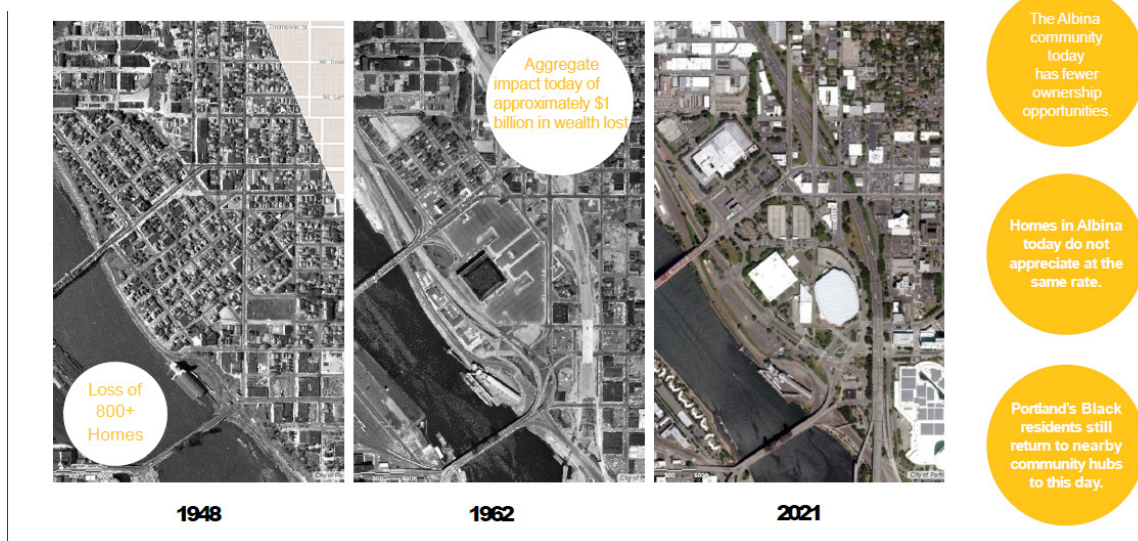 Loss of
800+
Homes
1948
Aggregate
impact today of
approximately $1
billion in wealth lost
1962
2021
The Albina
community
today
has fewer
ownership
opportunities.
Homes in Albina
today do not
appreciate at the
same rate.
Portland's Black
residents still
return to nearby
community hubs
to this day.